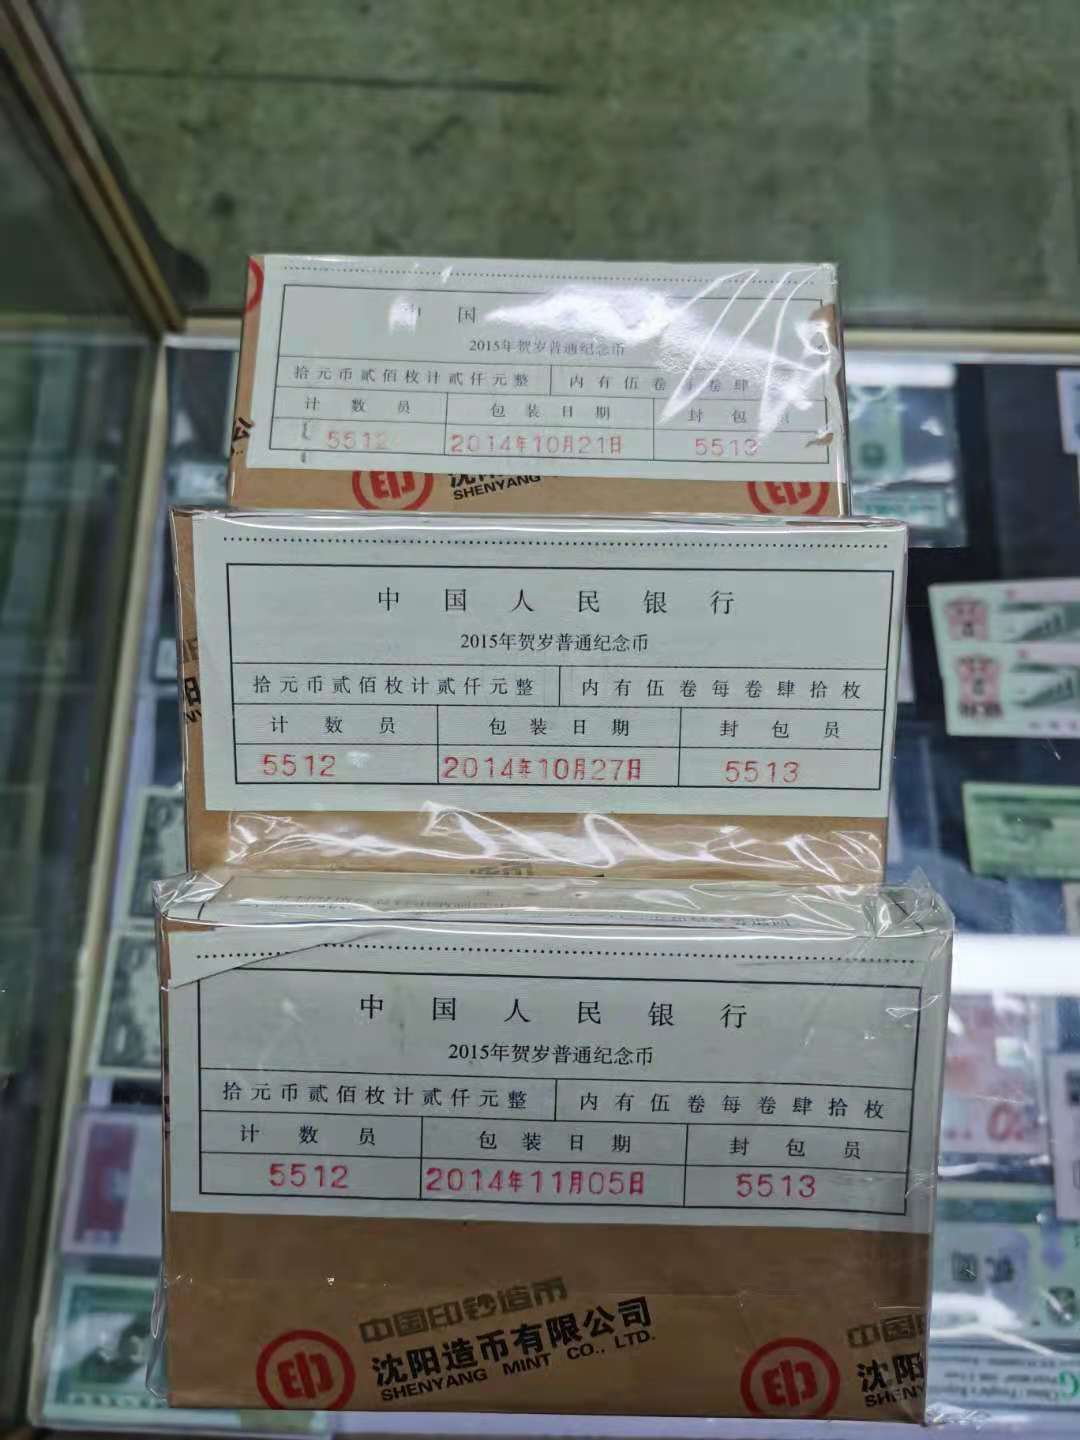 中 国
2015年贺岁普通纪念币
拾元币贰佰枚计贰仟元整 内有伍卷每卷肆
计数员 包装日期 封包员
5512 2014年10月21日 5513
沈
SHENYANG
中国人民银行
2015年贺岁普通纪念币
拾元币贰佰枚计贰仟元整 内有伍卷每卷肆拾枚
计数员 包装日期 封包员
5512 2014年10月27日 5513
中国人民银行
2015年贺岁普通纪念币
拾元币贰佰枚计贰仟元整 内有伍卷每卷肆拾枚
计数员 包装日期 封包员
5512 2014年11月05日 5513
中国印钞造币
沈阳造币有限公司
SHENYANG MINT CO., LTD.
中国
沈阳
SHENY